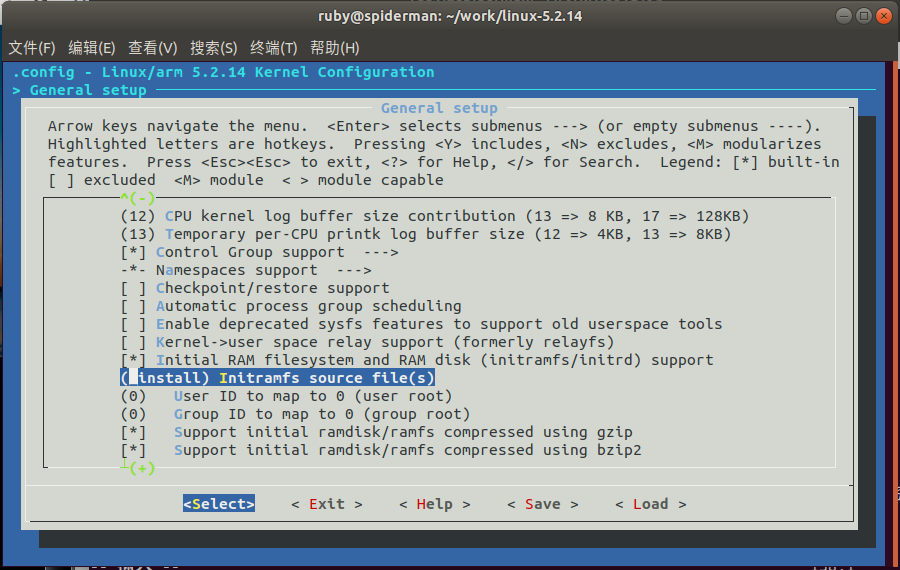 ruby@spiderman: ~/work/linux-5.2.14
文件(F) 编辑(E) 查看(V) 搜索(S) 终端(T) 帮助(H)
.config - Linux/arm 5.2.14 Kernel Configuration
> General setup
General setup
Arrow keys navigate the menu. <Enter> selects submenus ---> (or empty submenus ----).
Highlighted letters are hotkeys. Pressing <Y> includes, <N> excludes, <M> modularizes
features. Press <Esc><Esc> to exit, <?> for Help, </> for Search. Legend: [*] built-in
[ ] excluded <M> module < > module capable
^(-)
(12) CPU kernel log buffer size contribution (13 => 8 KB, 17 => 128KB)
(13) Temporary per-CPU printk log buffer size (12 => 4KB, 13 => 8KB)
[*] Control Group support --->
-*- Namespaces support --->
[ ] Checkpoint/restore support
[ ] Automatic process group scheduling
[ ] Enable deprecated sysfs features to support old userspace tools
[ ] Kernel->user space relay support (formerly relayfs)
[*] Initial RAM filesystem and RAM disk (initramfs/initrd) support
( install) Initramfs source file(s)
(0) User ID to map to 0 (user root)
(0) Group ID to map to 0 (group root)
[*] Support initial ramdisk/ramfs compressed using gzip
[*] Support initial ramdisk/ramfs compressed using bzip2
(+)
<Select> < Exit > < Help > < Save > < Load >